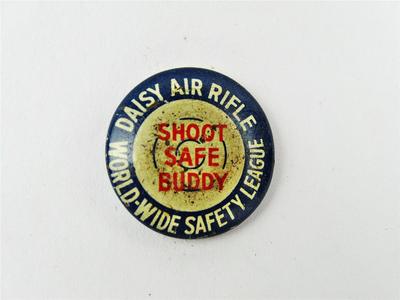 DAISY AIR RIFLE
SHOOT
SAFE
BUDDY
WORLD-WIDE SAFETY LEAGUE